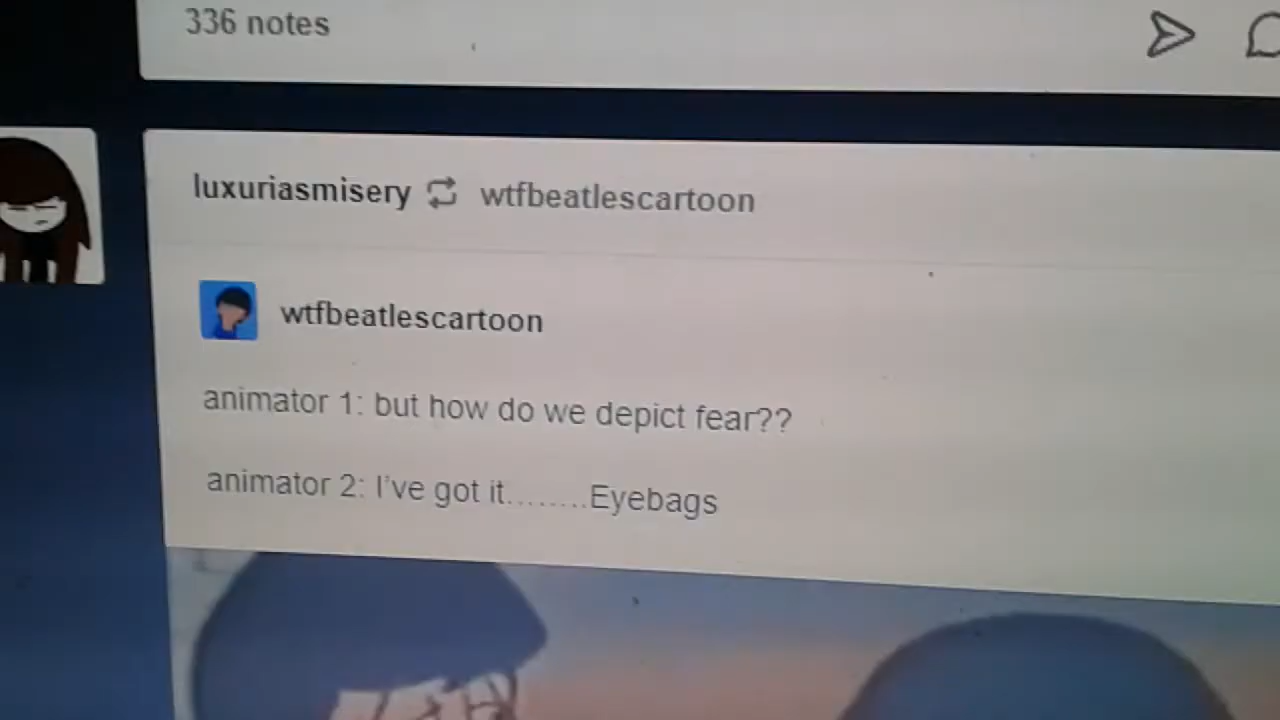 336 notes
luxuriasmisery wtfbeatlescartoon
wtfbeatlescartoon
animator 1: but how do we depict fear??
animator 2: I've got it........Eyebags